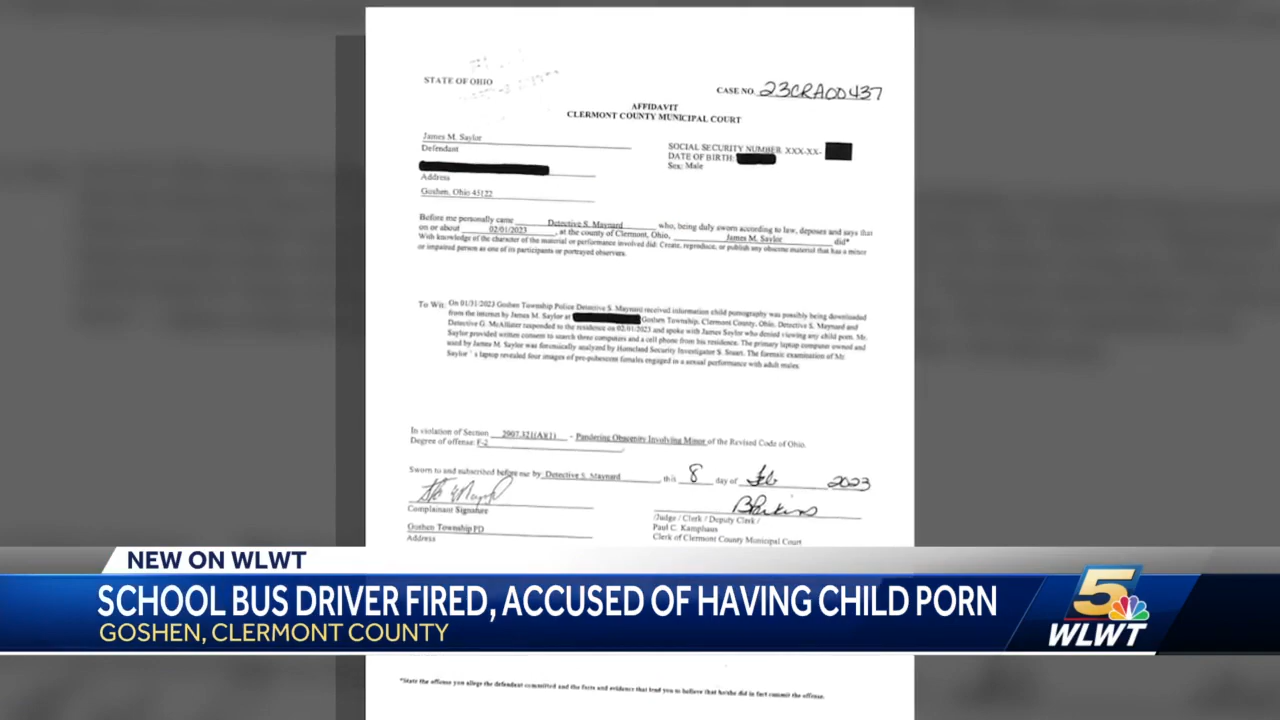 STATE OF OHIO
CASE NO. 23CRA00437
AFFIDAVIT
CLERMONT COUNTY MUNICIPAL COURT
James M. Saylor
Defendant
SOCIAL SECURITY NUMBER XXX-XX-
DATE OF BIRTH:
Sex: Male
Address
Goshen, Ohio 45122
Before me personally came Detective S. Maynard who, being duly sworn according to law, deposes and says that
on or about 02/01/2023, at the county of Clermont, Ohio, James M. Saylor did*
With knowledge of the character of the material or performance involved did: Create, reproduce, or publish any obscene material that has a minor
or impaired person as one of its participants or portrayed observers.
To Wit: On 01/31/2023 Goshen Township Police Detective S. Maynard received information child pornography was possibly being downloaded
from the internet by James M. Saylor at Goshen Township, Clermont County, Ohio. Detective S. Maynard and
Detective G. McAllister responded to the residence on 02/01/2023 and spoke with James Saylor who denied viewing any child porn. Mr.
Saylor provided written consent to search three computers and a cell phone from his residence. The primary laptop computer owned and
used by James M. Saylor was forensically analyzed by Homeland Security Investigator S. Stuart. The forensic examination of Mr.
Saylor's laptop revealed four images of pre-pubescent females engaged in a sexual performance with adult males
In violation of Section 2907.321(A)(1) - Pandering Obscenity Involving Minor of the Revised Code of Ohio.
Degree of offense: F-2
Sworn to and subscribed before me by Detective S. Maynard this 8 day of Feb 2023
Complainant Signature
/Judge / Clerk / Deputy Clerk /
Goshen Township PD
Paul C. Kamphaus
Address
Clerk of Clermont County Municipal Court
NEW ON WLWT
SCHOOL BUS DRIVER FIRED, ACCUSED OF HAVING CHILD PORN
GOSHEN, CLERMONT COUNTY
5
WLWT
*State the offense you allege the defendant committed and the facts and evidence that lead you to believe that he/she did in fact commit the offense.